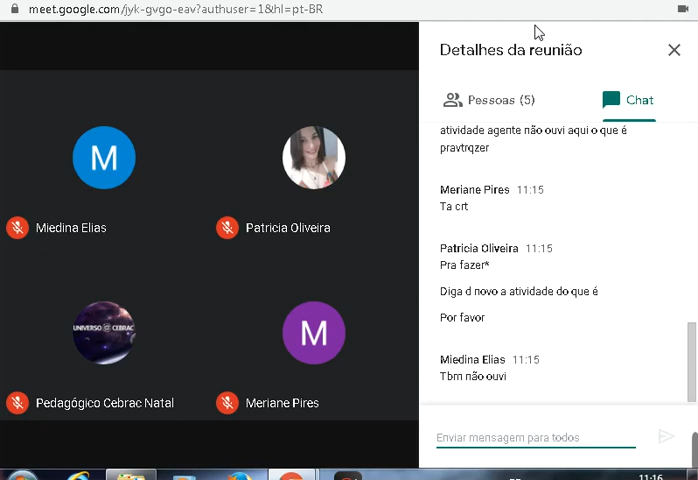 meet.google.com/jyk-gvgo-eav?authuser=1&hl=pt-BR
Detalhes da reunião
Pessoas (5)
Chat
atividade agente não ouvi aqui o que é
pravtrqzer
Meriane Pires 11:15
Ta crt
Patricia Oliveira 11:15
Pra fazer*
Diga d novo a atividade do que é
Por favor
Miedina Elias 11:15
Tbm não ouvi
Enviar mensagem para todos
M
Miedina Elias
Patricia Oliveira
UNIVERSO @ CEBRAC
M
Pedagógico Cebrac Natal
Meriane Pires
11:16